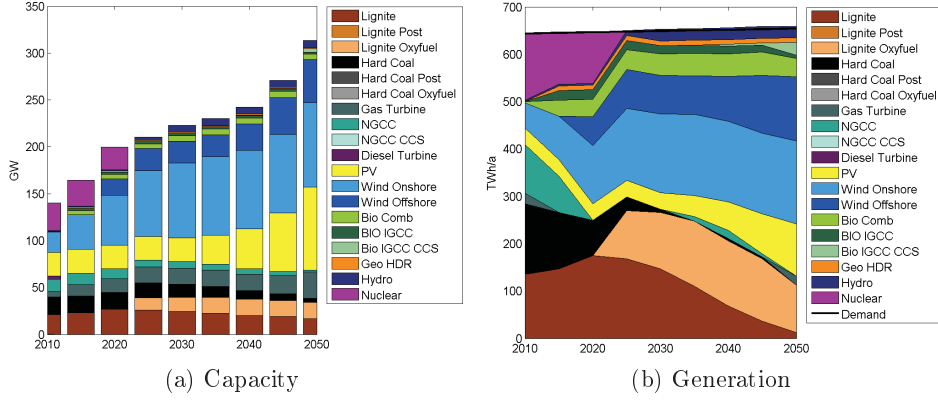 350
300
250
200
150
100
50
0
GW
2010
2020
2030
2040
2050
Lignite
Lignite Post
Lignite Oxyfuel
Hard Coal
Hard Coal Post
Hard Coal Oxyfuel
Gas Turbine
NGCC
NGCC CCS
Diesel Turbine
PV
Wind Onshore
Wind Offshore
Bio Comb
BIO IGCC
Bio IGCC CCS
Geo HDR
Hydro
Nuclear
(a) Capacity
700
600
500
400
300
200
100
0
TWh/a
2010
2020
2030
2040
2050
Lignite
Lignite Post
Lignite Oxyfuel
Hard Coal
Hard Coal Post
Hard Coal Oxyfuel
Gas Turbine
NGCC
NGCC CCS
Diesel Turbine
PV
Wind Onshore
Wind Offshore
Bio Comb
BIO IGCC
Bio IGCC CCS
Geo HDR
Hydro
Nuclear
Demand
(b) Generation